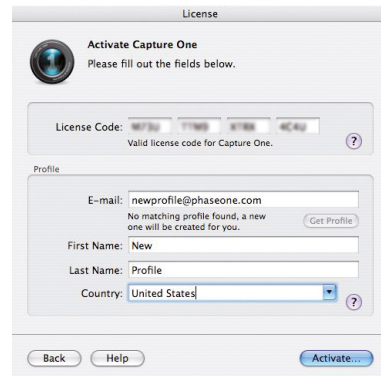 License
Activate Capture One
Please fill out the fields below.
License Code:
Valid license code for Capture One.
?
Profile
E-mail: newprofile@phaseone.com
No matching profile found, a new
one will be created for you.
Get Profile
First Name: New
Last Name: Profile
Country: United States
?
Back Help Activate...